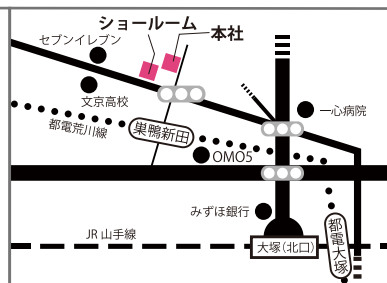 ショールーム
本社
セブンイレブン
文京高校
一心病院
都電荒川線
巣鴨新田
OMO5
みずほ銀行
JR 山手線
大塚(北口)
都電大塚